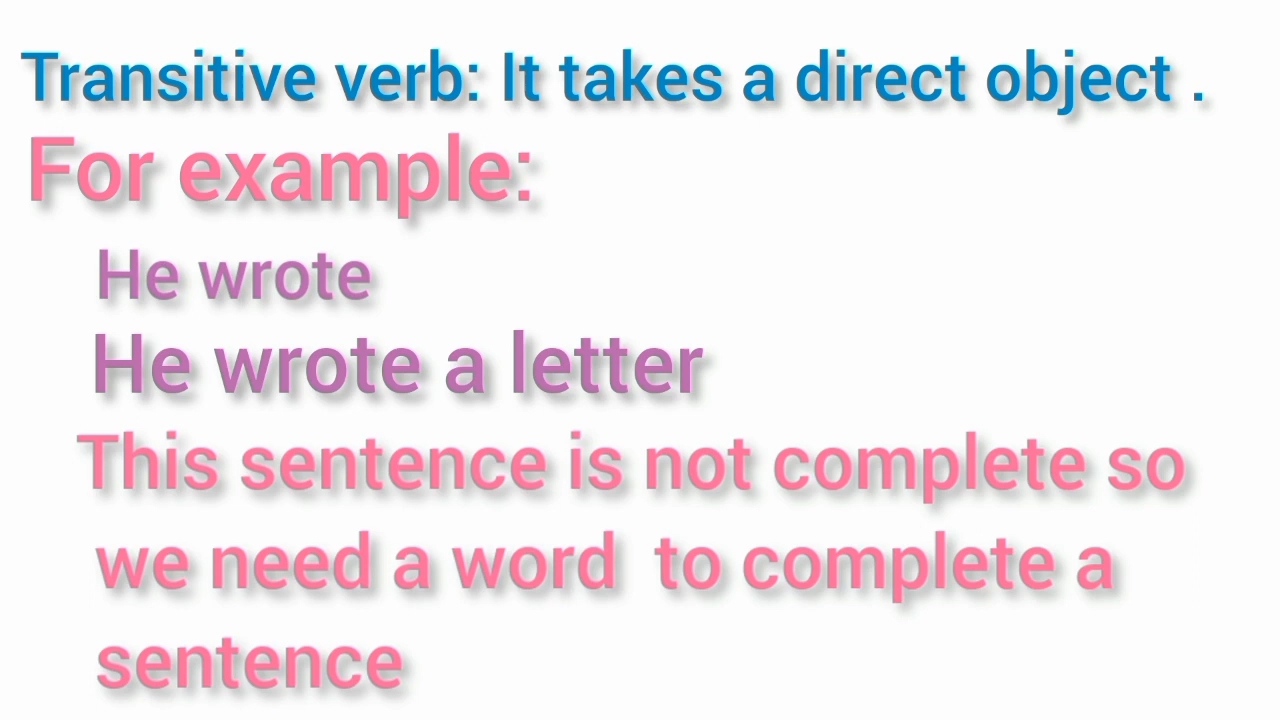 Transitive verb: It takes a direct object .
For example:
He wrote
He wrote a letter
This sentence is not complete so
we need a word to complete a
sentence